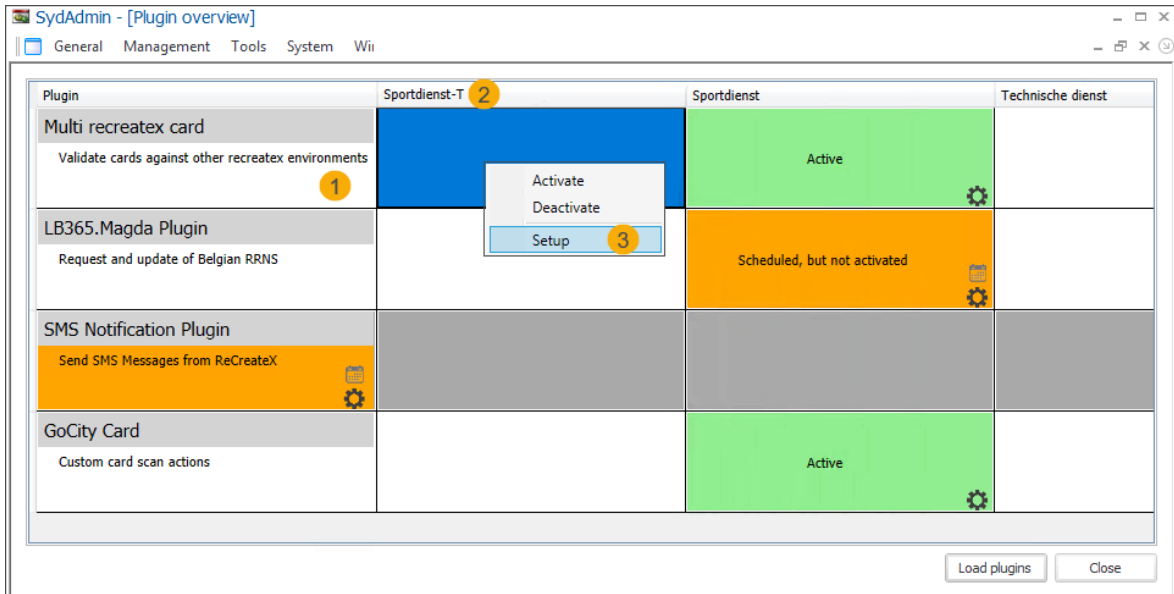 SydAdmin - [Plugin overview]
General Management Tools System Wii
Plugin Sportdienst-T 2 Sportdienst Technische dienst
Multi recreatex card
Validate cards against other recreatex environments
1
Activate
Deactivate
Setup 3
Active
LB365.Magda Plugin
Request and update of Belgian RRNS
Scheduled, but not activated
SMS Notification Plugin
Send SMS Messages from ReCreateX
GoCity Card
Custom card scan actions
Active
Load plugins Close